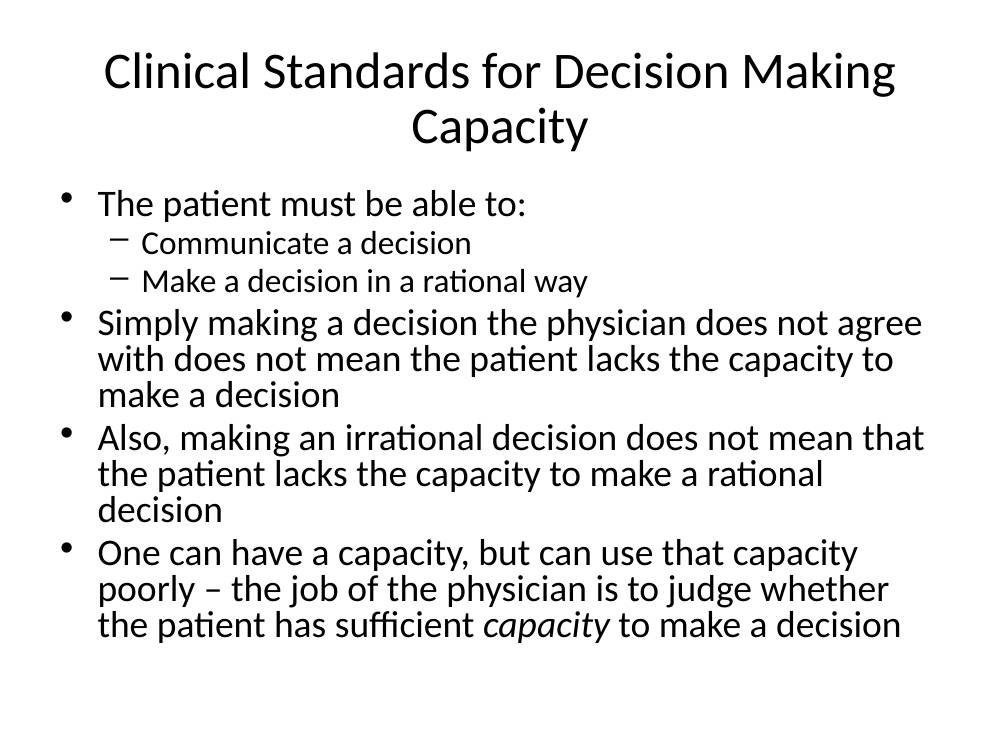 Clinical Standards for Decision Making
Capacity
• The patient must be able to:
– Communicate a decision
– Make a decision in a rational way
• Simply making a decision the physician does not agree
with does not mean the patient lacks the capacity to
make a decision
• Also, making an irrational decision does not mean that
the patient lacks the capacity to make a rational
decision
• One can have a capacity, but can use that capacity
poorly – the job of the physician is to judge whether
the patient has sufficient capacity to make a decision